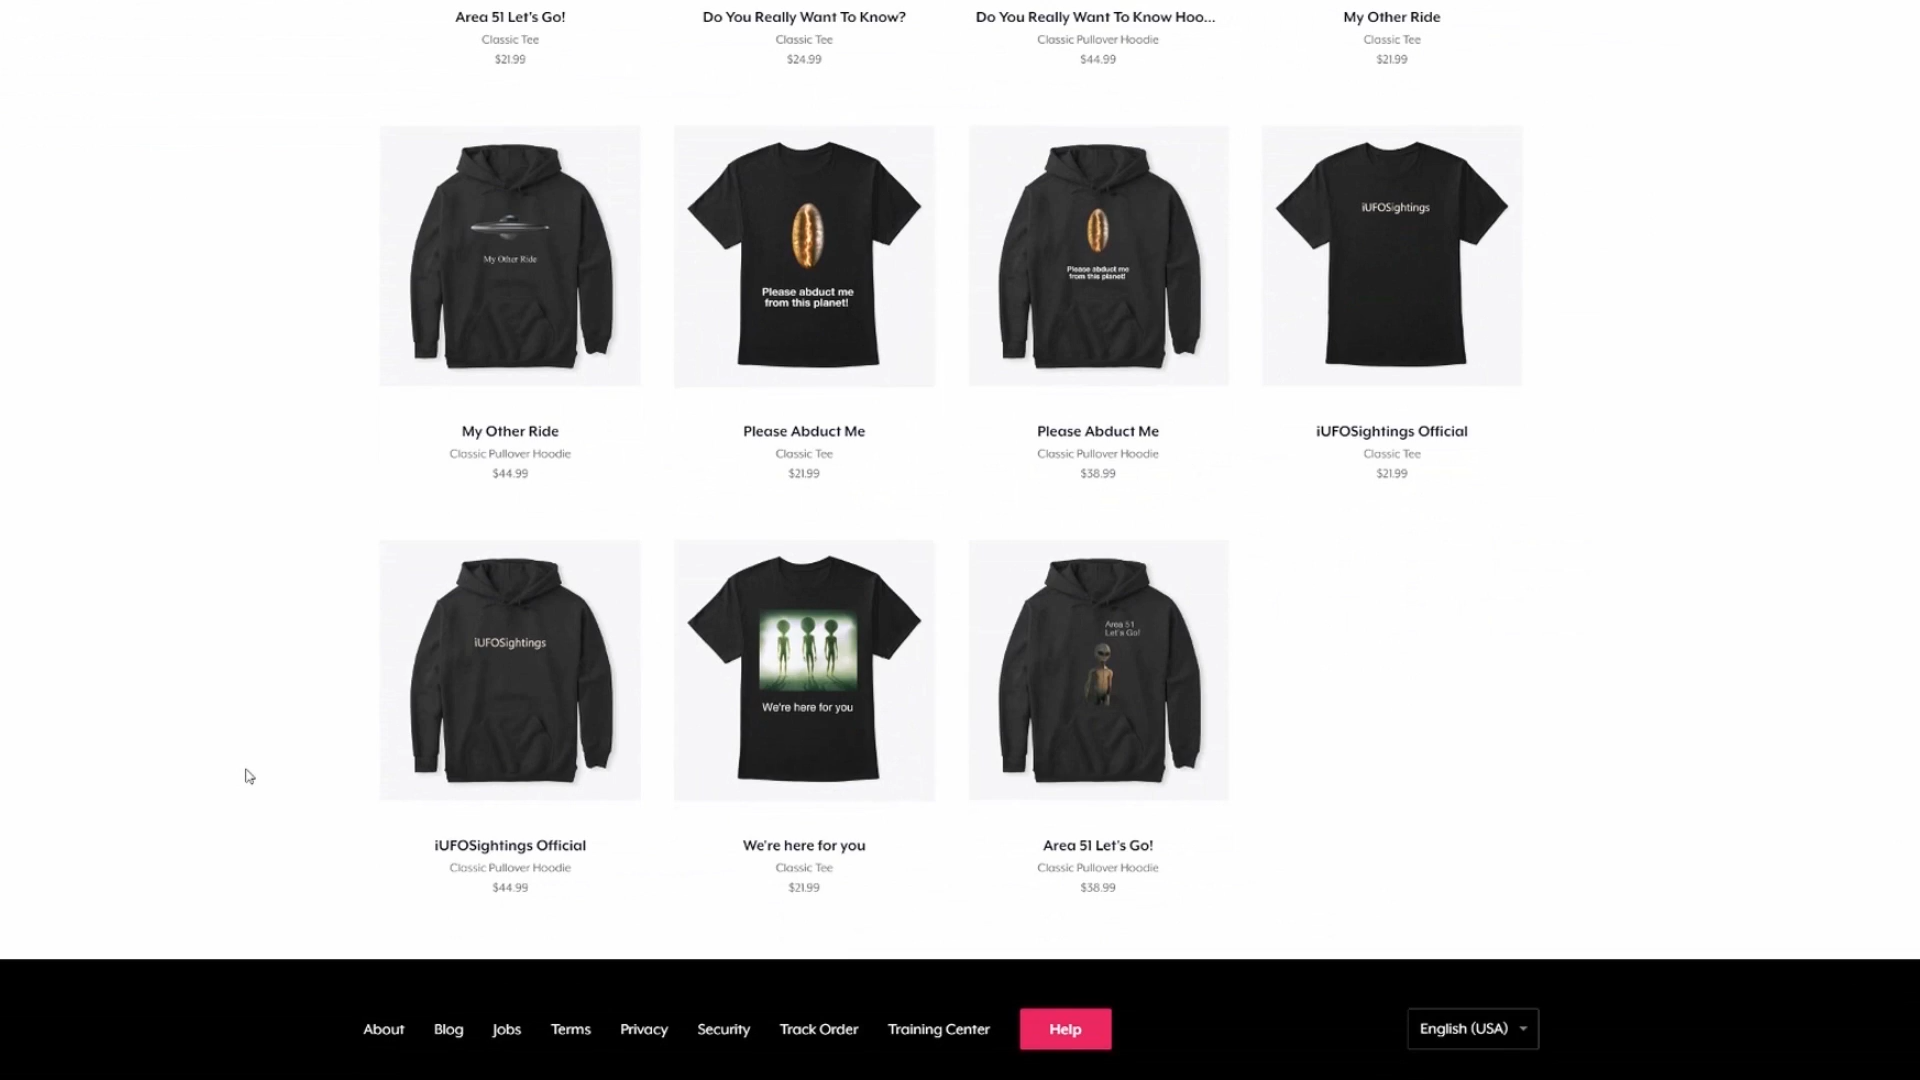 Area 51 Let's Go!
Classic Tee
$21.99
Do You Really Want To Know?
Classic Tee
$24.99
Do You Really Want To Know Hoo...
Classic Pullover Hoodie
$44.99
My Other Ride
Classic Tee
$21.99
My Other Ride
My Other Ride
Classic Pullover Hoodie
$44.99
Please abduct me
from this planet!
Please Abduct Me
Classic Tee
$21.99
Please abduct me
from this planet!
Please Abduct Me
Classic Pullover Hoodie
$38.99
iUFOSightings
iUFOSightings Official
Classic Tee
$21.99
iUFOSightings
iUFOSightings Official
Classic Pullover Hoodie
$44.99
We're here for you
We're here for you
Classic Tee
$21.99
Area 51
Let's Go!
Area 51 Let's Go!
Classic Pullover Hoodie
$38.99
About Blog Jobs Terms Privacy Security Track Order Training Center Help English (USA)